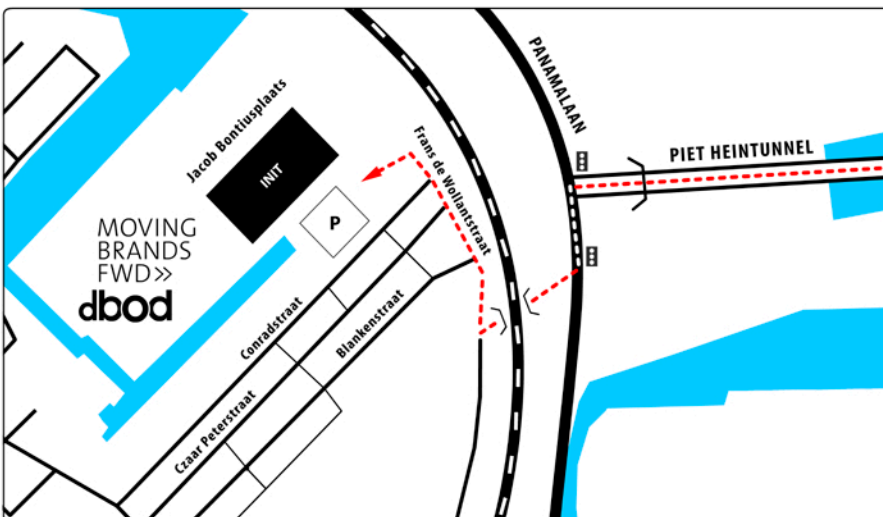 PANAMALAAN
Jacob Bontiusplaats
Frans de Wollantstraat
PIET HEINTUNNEL
INIT
P
MOVING
BRANDS
FWD»
dbod
Conradstraat
Blankenstraat
Czaar Peterstraat